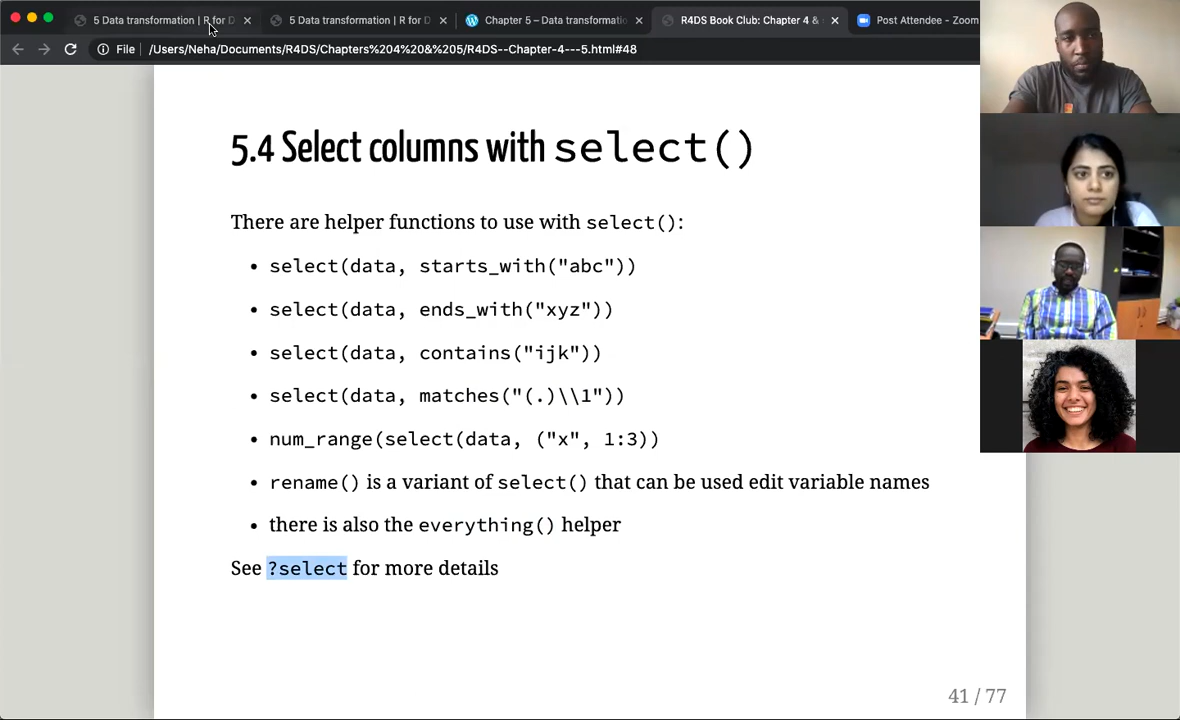 5 Data transformation | R for D
5 Data transformation | R for D
Chapter 5 – Data transformatio
R4DS Book Club: Chapter 4 &
Post Attendee - Zoom
File
/Users/Neha/Documents/R4DS/Chapters%204%20&%205/R4DS--Chapter-4---5.html#48
5.4 Select columns with select()
There are helper functions to use with select():
• select(data, starts_with("abc"))
• select(data, ends_with("xyz"))
• select(data, contains("ijk"))
• select(data, matches("(.)\\1"))
• num_range(select(data, ("x", 1:3))
• rename() is a variant of select() that can be used edit variable names
• there is also the everything() helper
See ?select for more details
41 / 77